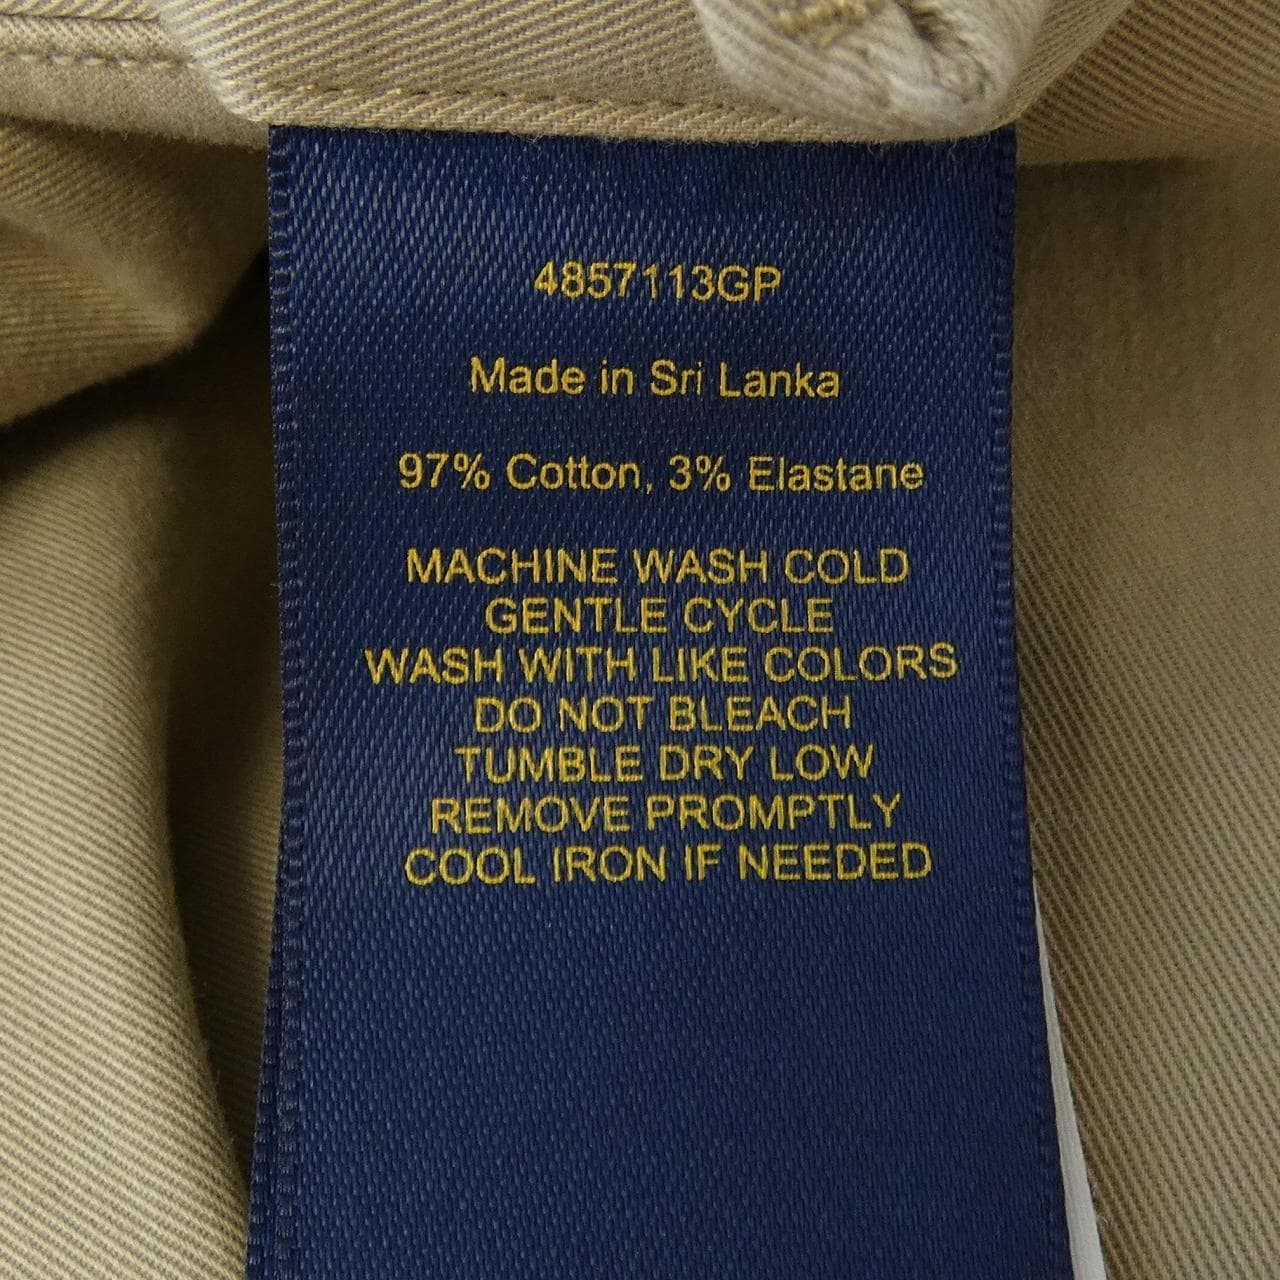 4857113GP
Made in Sri Lanka
97% Cotton, 3% Elastane
MACHINE WASH COLD
GENTLE CYCLE
WASH WITH LIKE COLORS
DO NOT BLEACH
TUMBLE DRY LOW
REMOVE PROMPTLY
COOL IRON IF NEEDED